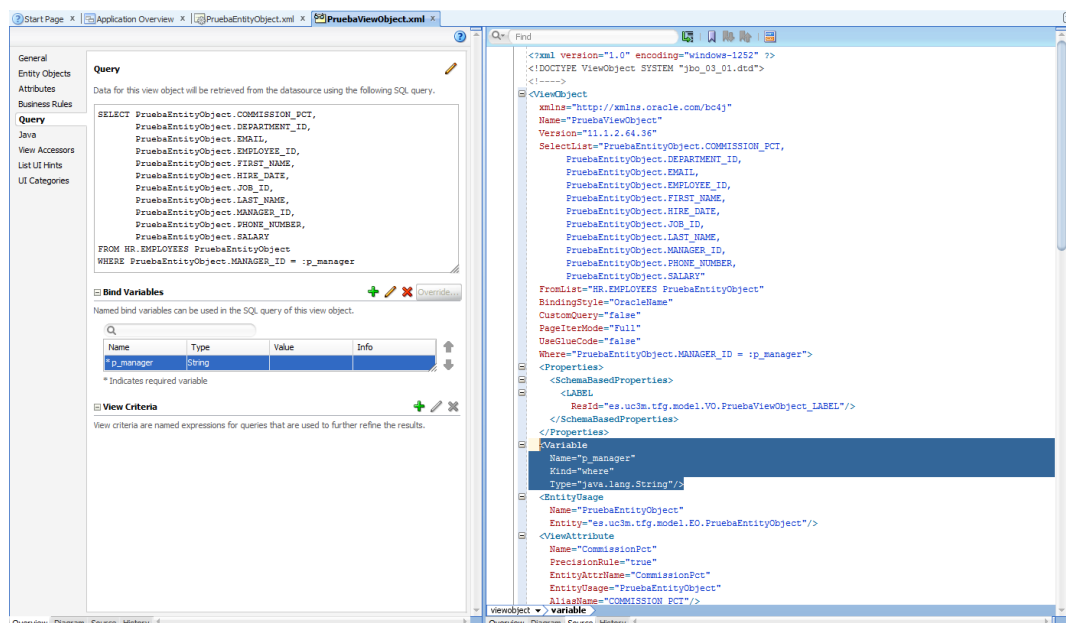 Start Page x Application Overview x PruebaEntityObject.xml x PruebaViewObject.xml x
General
Entity Objects
Attributes
Business Rules
Query
Java
View Accessors
List UI Hints
UI Categories
Query
Data for this view object will be retrieved from the datasource using the following SQL query.
SELECT PruebaEntityObject.COMMISSION_PCT,
PruebaEntityObject.DEPARTMENT_ID,
PruebaEntityObject.EMAIL,
PruebaEntityObject.EMPLOYEE_ID,
PruebaEntityObject.FIRST_NAME,
PruebaEntityObject.HIRE_DATE,
PruebaEntityObject.JOB_ID,
PruebaEntityObject.LAST_NAME,
PruebaEntityObject.MANAGER_ID,
PruebaEntityObject.PHONE_NUMBER,
PruebaEntityObject.SALARY
FROM HR.EMPLOYEES PruebaEntityObject
WHERE PruebaEntityObject.MANAGER_ID = :p_manager
Bind Variables
Override...
Named bind variables can be used in the SQL query of this view object.
Name Type Value Info
* p_manager String
* Indicates required variable
View Criteria
View criteria are named expressions for queries that are used to further refine the results.
Overview Diagram Source History
Find
<?xml version="1.0" encoding="windows-1252" ?>
<!DOCTYPE ViewObject SYSTEM "jbo_03_01.dtd">
<!---->
<ViewObject
xmlns="http://xmlns.oracle.com/bc4j"
Name="PruebaViewObject"
Version="11.1.2.64.36"
SelectList="PruebaEntityObject.COMMISSION_PCT,
PruebaEntityObject.DEPARTMENT_ID,
PruebaEntityObject.EMAIL,
PruebaEntityObject.EMPLOYEE_ID,
PruebaEntityObject.FIRST_NAME,
PruebaEntityObject.HIRE_DATE,
PruebaEntityObject.JOB_ID,
PruebaEntityObject.LAST_NAME,
PruebaEntityObject.MANAGER_ID,
PruebaEntityObject.PHONE_NUMBER,
PruebaEntityObject.SALARY"
FromList="HR.EMPLOYEES PruebaEntityObject"
BindingStyle="OracleName"
CustomQuery="false"
PageIterMode="Full"
UseGlueCode="false"
Where="PruebaEntityObject.MANAGER_ID = :p_manager">
<Properties>
<SchemaBasedProperties>
<LABEL
ResId="es.uc3m.tfg.model.VO.PruebaViewObject_LABEL"/>
</SchemaBasedProperties>
</Properties>
<Variable
Name="p_manager"
Kind="where"
Type="java.lang.String"/>
<EntityUsage
Name="PruebaEntityObject"
Entity="es.uc3m.tfg.model.EO.PruebaEntityObject"/>
<ViewAttribute
Name="CommissionPct"
PrecisionRule="true"
EntityAttrName="CommissionPct"
EntityUsage="PruebaEntityObject"
AliasName="COMMISSION_PCT"/>
viewobject variable
Overview Diagram Source History